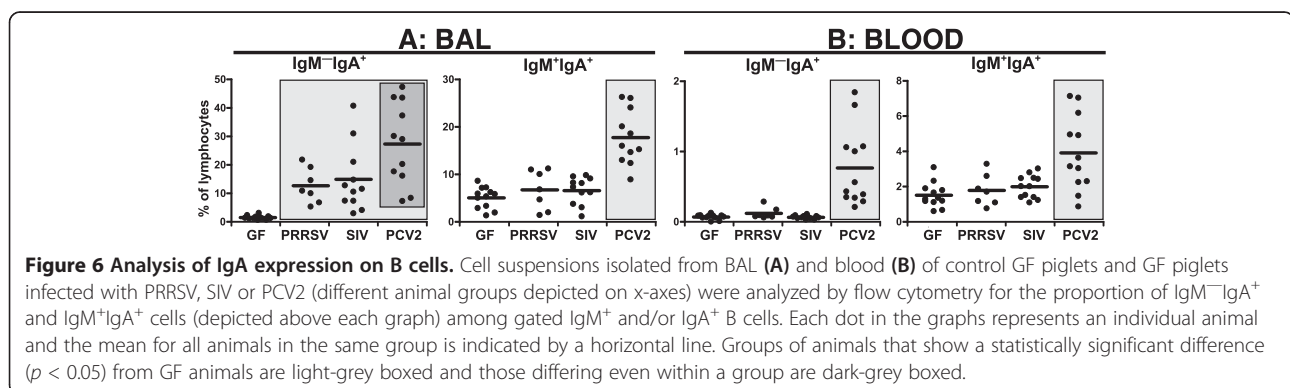 A: BAL
B: BLOOD
IgM—IgA+
IgM+IgA+
IgM—IgA+
IgM+IgA+
% of lymphocytes
50
40
30
20
10
0
GF PRRSV SIV PCV2
30
20
10
0
GF PRRSV SIV PCV2
2
1
0
GF PRRSV SIV PCV2
8
6
4
2
0
GF PRRSV SIV PCV2
Figure 6 Analysis of IgA expression on B cells. Cell suspensions isolated from BAL (A) and blood (B) of control GF piglets and GF piglets
infected with PRRSV, SIV or PCV2 (different animal groups depicted on x-axes) were analyzed by flow cytometry for the proportion of IgM—IgA+
and IgM+IgA+ cells (depicted above each graph) among gated IgM+ and/or IgA+ B cells. Each dot in the graphs represents an individual animal
and the mean for all animals in the same group is indicated by a horizontal line. Groups of animals that show a statistically significant difference
(p < 0.05) from GF animals are light-grey boxed and those differing even within a group are dark-grey boxed.